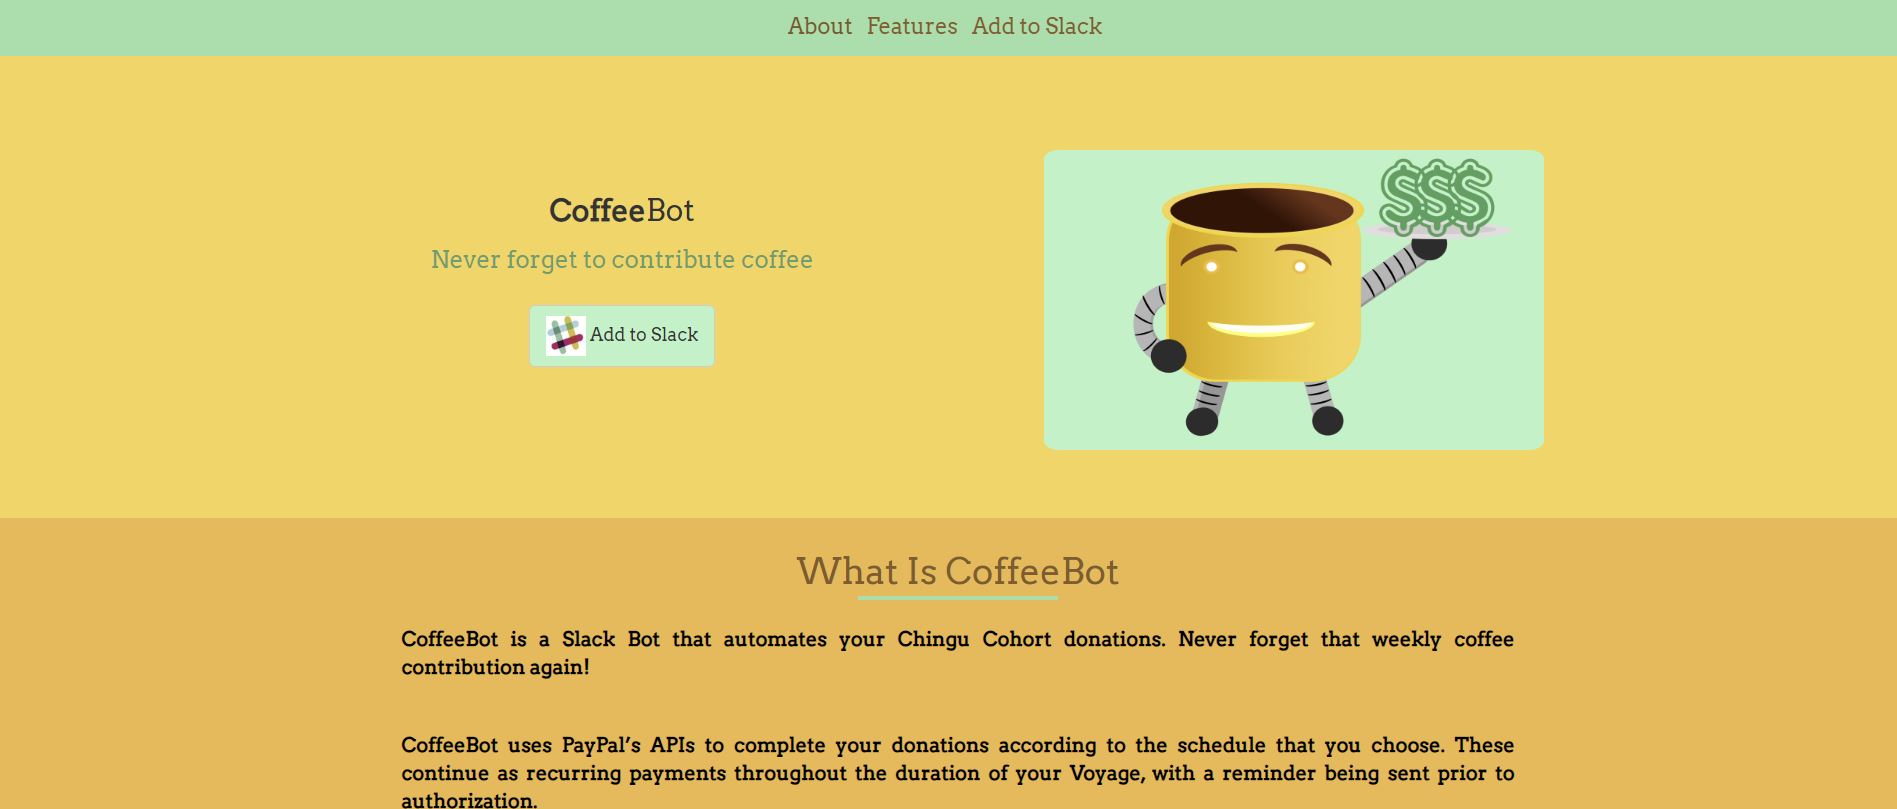 About Features Add to Slack
CoffeeBot
Never forget to contribute coffee
Add to Slack
$$$
What Is CoffeeBot
CoffeeBot is a Slack Bot that automates your Chingu Cohort donations. Never forget that weekly coffee
contribution again!
CoffeeBot uses PayPal’s APIs to complete your donations according to the schedule that you choose. These
continue as recurring payments throughout the duration of your Voyage, with a reminder being sent prior to
authorization.